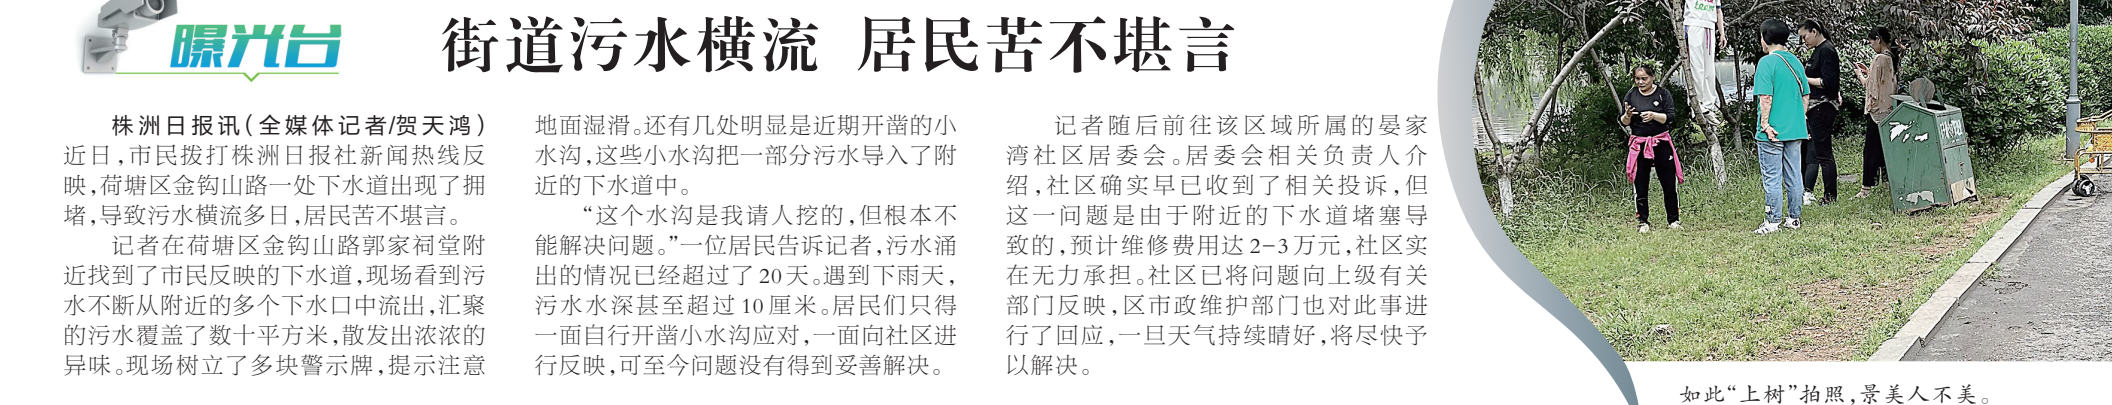 曝光台
街道污水横流 居民苦不堪言
株洲日报讯(全媒体记者/贺天鸿)
近日,市民拨打株洲日报社新闻热线反
映,荷塘区金钩山路一处下水道出现了拥
堵,导致污水横流多日,居民苦不堪言。
记者在荷塘区金钩山路郭家祠堂附
近找到了市民反映的下水道,现场看到污
水不断从附近的多个下水口中流出,汇聚
的污水覆盖了数十平方米,散发出浓浓的
异味。现场树立了多块警示牌,提示注意
地面湿滑。还有几处明显是近期开凿的小
水沟,这些小水沟把一部分污水导入了附
近的下水道中。
“这个水沟是我请人挖的,但根本不
能解决问题。”一位居民告诉记者,污水涌
出的情况已经超过了20天。遇到下雨天,
污水水深甚至超过10厘米。居民们只得
一面自行开凿小水沟应对,一面向社区进
行反映,可至今问题没有得到妥善解决。
记者随后前往该区域所属的晏家
湾社区居委会。居委会相关负责人介
绍,社区确实早已收到了相关投诉,但
这一问题是由于附近的下水道堵塞导
致的,预计维修费用达2-3万元,社区实
在无力承担。社区已将问题向上级有关
部门反映,区市政维护部门也对此事进
行了回应,一旦天气持续晴好,将尽快予
以解决。
如此“上树”拍照,景美人不美。